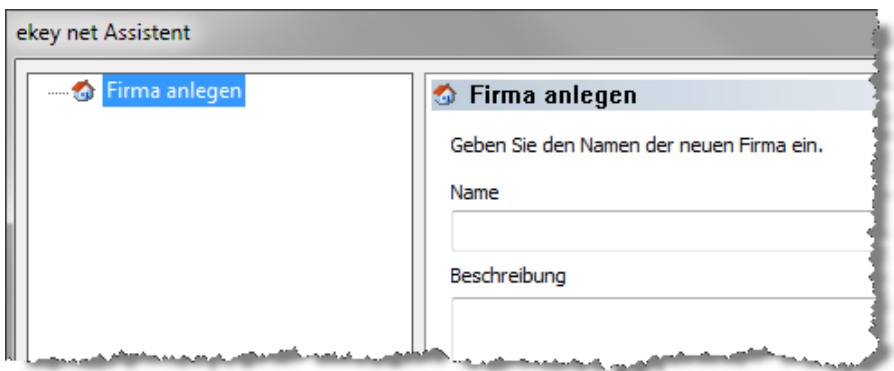 ekey net Assistent
Firma anlegen
Firma anlegen
Geben Sie den Namen der neuen Firma ein.
Name
Beschreibung